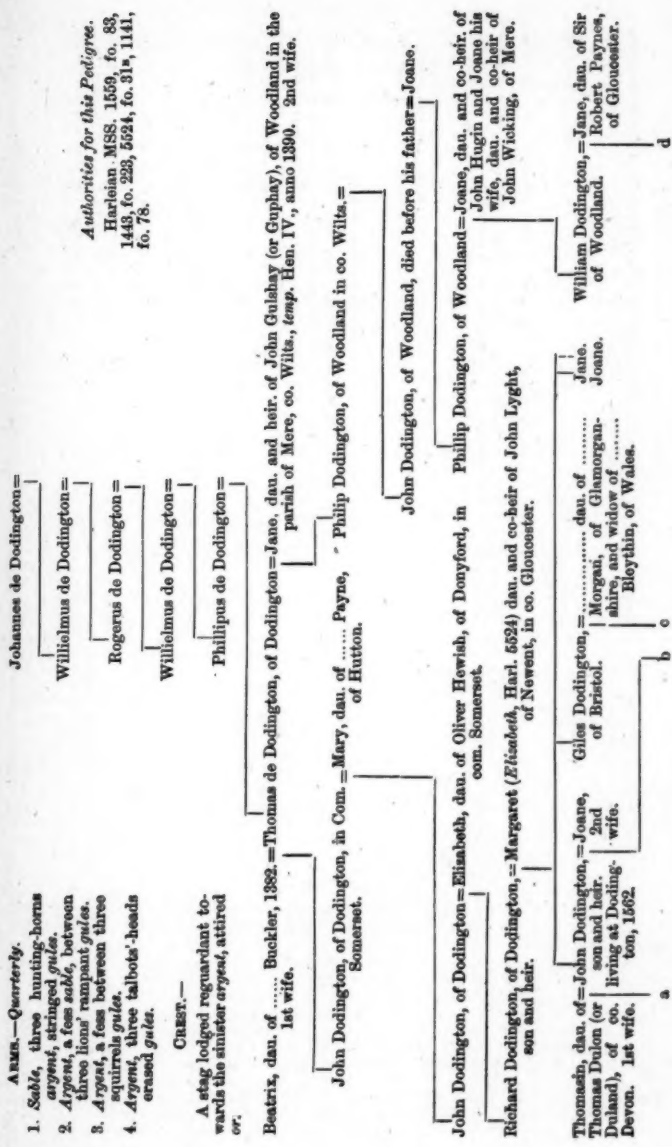 ARMS.—Quarterly.
1. Sable, three hunting-horns
argent, stringed gules.
2. Argent, a fess sable, between
three lions' rampant gules.
3. Argent, a fess between three
squirrels gules.
4. Argent, three talbots'-heads
erased gules.
CREST.—
A stag lodged reguardant to-
wards the sinister argent, attired
or.
Johannes de Dodington=
Willielmus de Dodington=
Rogerus de Dodington=
Willielmus de Dodington=
Phillipus de Dodington=
Authorities for this Pedigree.
Harleian MSS. 1559, fo. 83,
1443, fo. 223, 5524, fo. 31B, 1141,
fo. 78.
Beatrix, dau. of ...... Buckler, 1382.=Thomas de Dodington, of Dodington=Jane, dau. and heir. of John Gulshay (or Guphay), of Woodland in the
1st wife.
parish of Mere, co. Wilts., temp. Hen. IV., anno 1390. 2nd wife.
John Dodington, of Dodington, in Com.=Mary, dau. of ...... Payne,
Somerset.
of Hutton.
Philip Dodington, of Woodland in co. Wilts.=
John Dodington, of Woodland, died before his father=Joane.
John Dodington, of Dodington=Elisabeth, dau. of Oliver Hewish, of Donyford, in
com. Somerset.
Phillip Dodington, of Woodland=Joane, dau. and co-heir. of
John Hugin and Joane his
wife, dau. and co-heir of
John Wicking, of Mere.
Richard Dodington, of Dodington,=Margaret (Elisabeth, Harl. 5524) dau. and co-heir of John Lyght,
son and heir.
of Newent, in co. Gloucester.
Thomasin, dau. of=John Dodington,=Joane,
Thomas Dulon (or
son and heir.
2nd
Duland), of co.
living at Doding-
wife.
Devon. 1st wife.
ton, 1562.
Giles Dodington,=............ dau. of ............
of Bristol.
Morgan, of Glamorgan-
shire, and widow of ........
Bleythin, of Wales.
Jane.
Joane.
William Dodington,=Jane, dau. of Sir
of Woodland.
Robert Paynes,
of Gloucester.
a
b
c
d